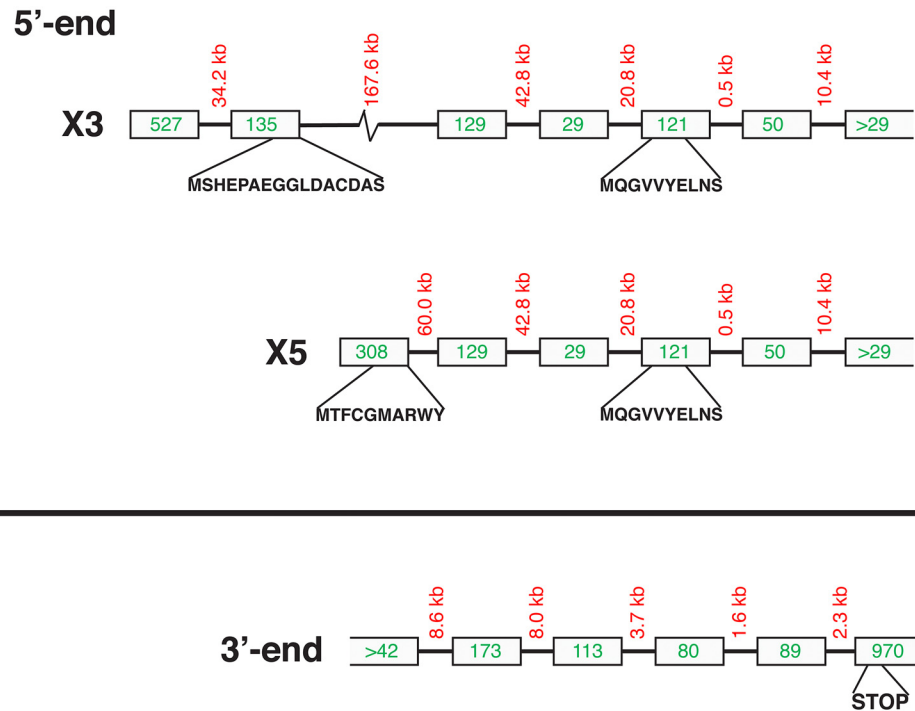 5’-end
34.2 kb 167.6 kb 42.8 kb 20.8 kb 0.5 kb 10.4 kb
X3 527 135 129 29 121 50 >29
MSHEPAEGGLDACDAS MQGVVYELNS
60.0 kb 42.8 kb 20.8 kb 0.5 kb 10.4 kb
X5 308 129 29 121 50 >29
MTFCGMARWY MQGVVYELNS
8.6 kb 8.0 kb 3.7 kb 1.6 kb 2.3 kb
3’-end >42 173 113 80 89 970
STOP